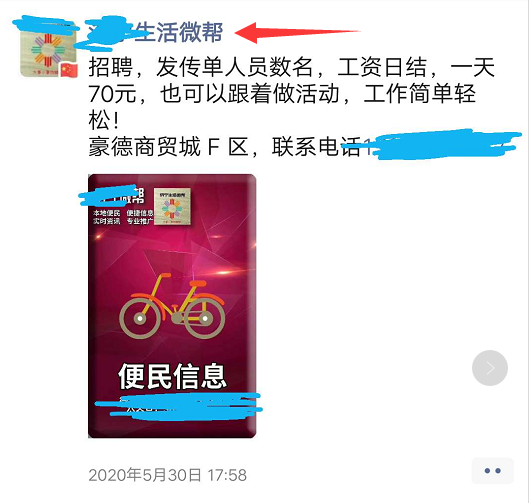 生活微帮
招聘，发传单人员数名，工资日结，一天
70元，也可以跟着做活动，工作简单轻
松！
豪德商贸城 F 区，联系电话1
微帮
本地便民 便捷信息
实时资讯 专业推广
便民信息
2020年5月30日 17:58